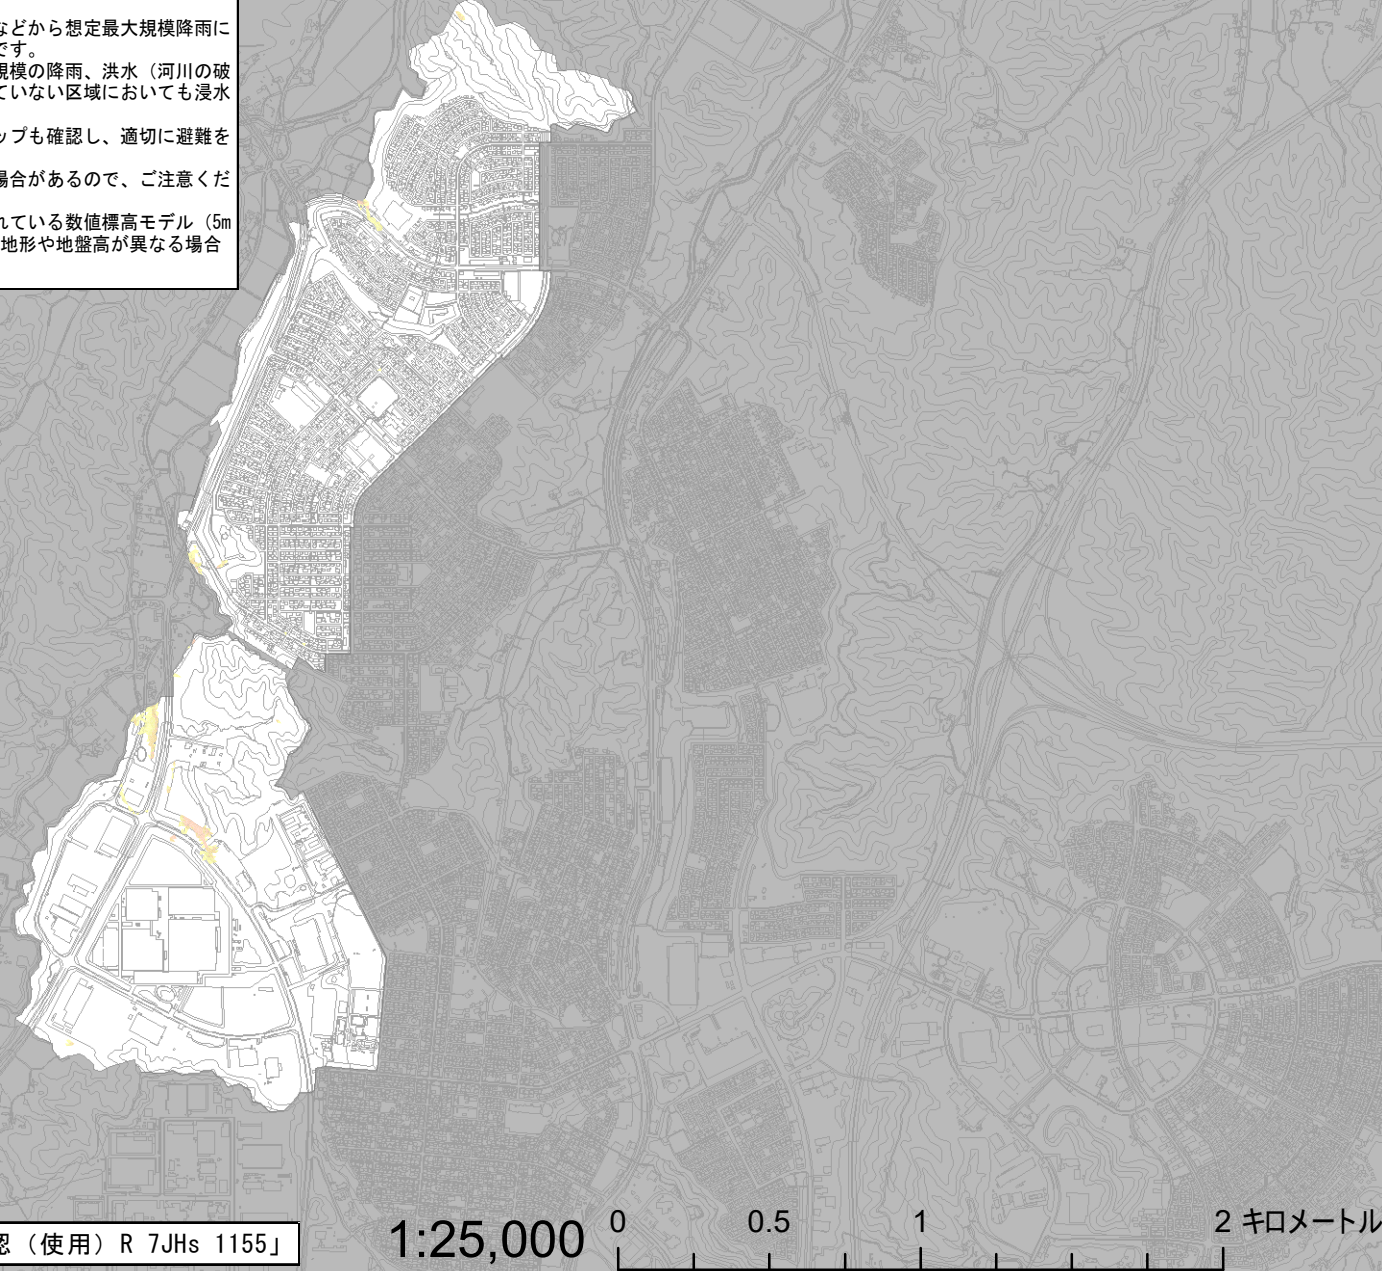 などから想定最大規模降雨に
です。
規模の降雨、洪水（河川の破
ていない区域においても浸水
ップも確認し、適切に避難を
場合があるので、ご注意くだ
れている数値標高モデル（5m
地形や地盤高が異なる場合
認（使用）R 7JHs 1155」
1:25,000
0 0.5 1 2 キロメートル